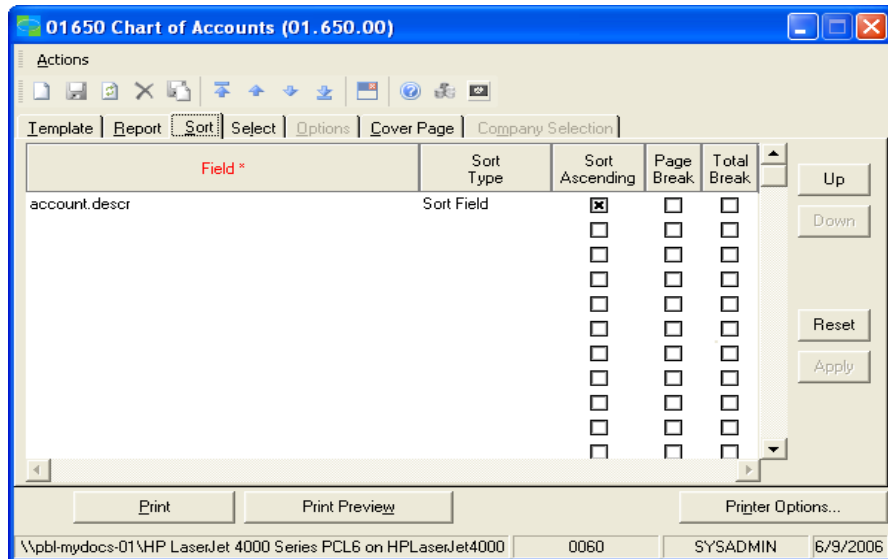 01650 Chart of Accounts (01.650.00)
Actions
Template Report Sort Select Options Cover Page Company Selection
Field * Sort Type Sort Ascending Page Break Total Break
Up
account.descr Sort Field
Down
Reset
Apply
Print Print Preview Printer Options...
\\pbl-mydocs-01\HP LaserJet 4000 Series PCL6 on HPLaserJet4000 0060 SYSADMIN 6/9/2006